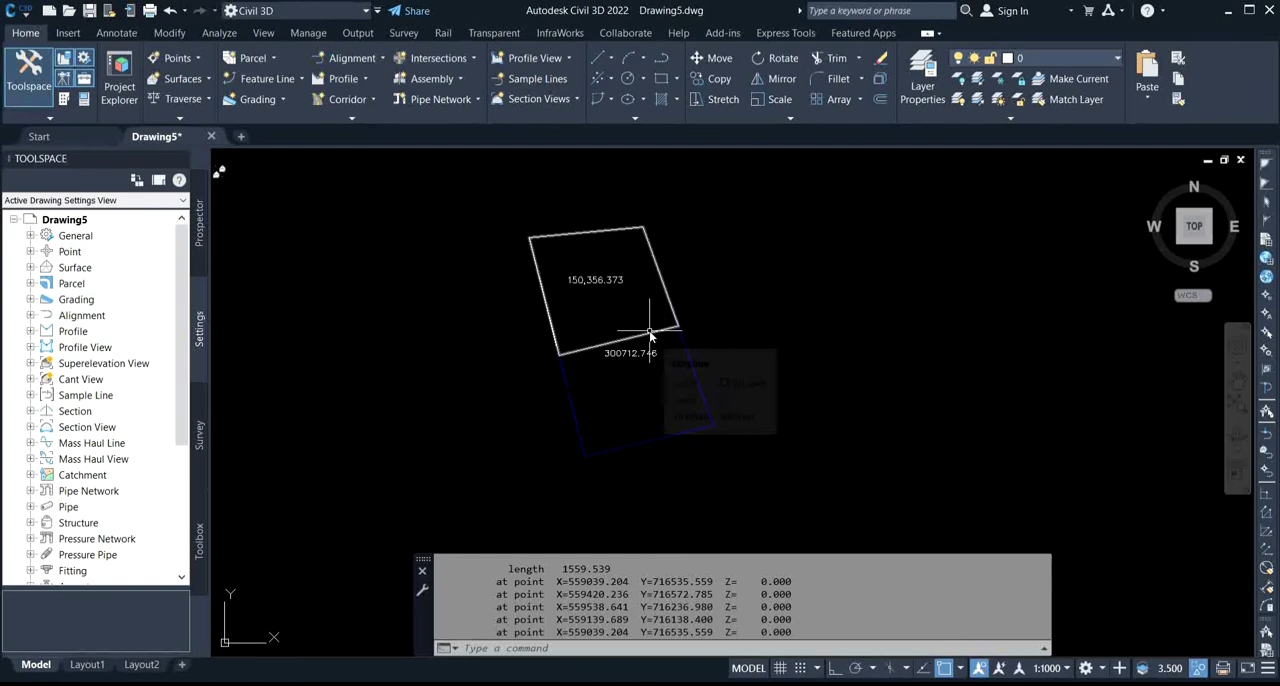 C3D Civil 3D Share Autodesk Civil 3D 2022 Drawing5.dwg Type a keyword or phrase Sign In
Home Insert Annotate Modify Analyze View Manage Output Survey Rail Transparent InfraWorks Collaborate Help Add-ins Express Tools Featured Apps
Points Parcel Alignment Intersections Profile View Move Rotate Trim 0
Toolspace Project Explorer Surfaces Feature Line Profile Assembly Sample Lines Copy Mirror Fillet Layer Properties Make Current Paste
Traverse Grading Corridor Pipe Network Section Views Stretch Scale Array Match Layer
Start Drawing5*
TOOLSPACE
Active Drawing Settings View
Drawing5
General
Point
Surface
Parcel
Grading
Alignment
Profile
Profile View
Superelevation View
Cant View
Sample Line
Section
Section View
Mass Haul Line
Mass Haul View
Catchment
Pipe Network
Pipe
Structure
Pressure Network
Pressure Pipe
Fitting
Prospector
Settings
Survey
Toolbox
150,356.373
300712.746
N
W TOP E
S
WCS
Y
X
length 1559.539
at point X=559039.204 Y=716535.559 Z= 0.000
at point X=559420.236 Y=716572.785 Z= 0.000
at point X=559538.641 Y=716236.980 Z= 0.000
at point X=559139.689 Y=716138.400 Z= 0.000
at point X=559039.204 Y=716535.559 Z= 0.000
Type a command
Model Layout1 Layout2 MODEL 1:1000 3.500